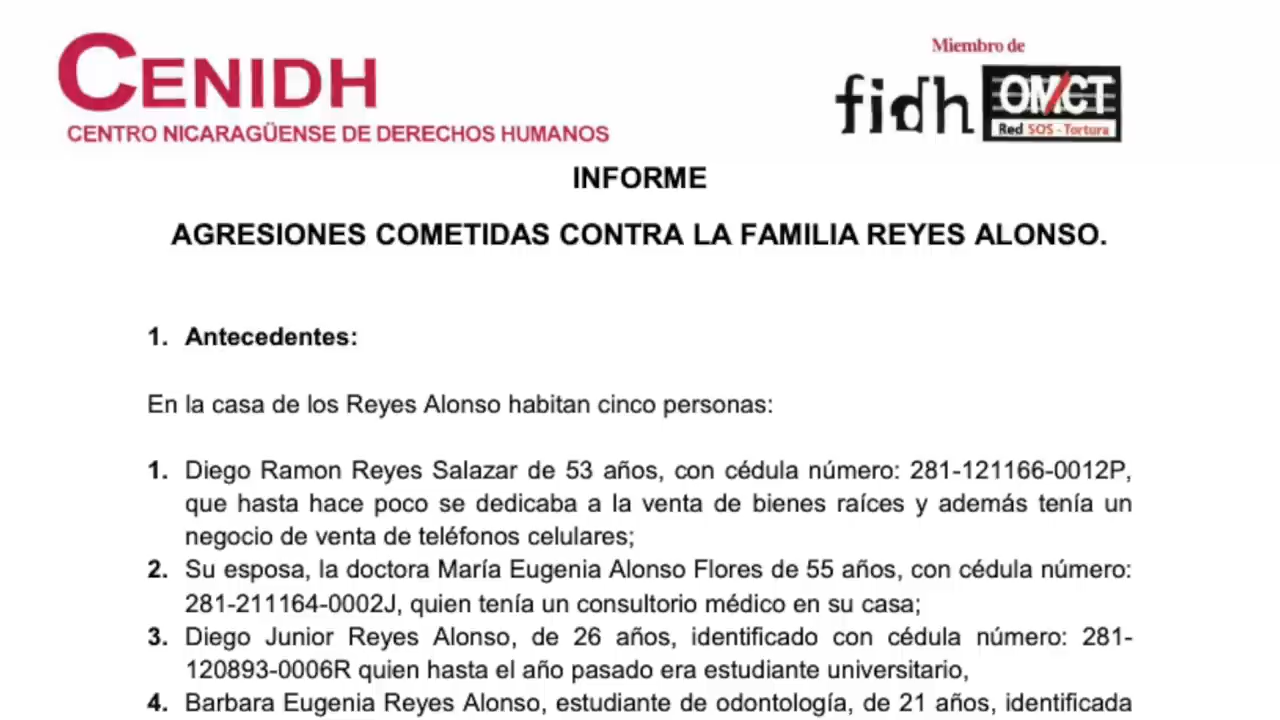 CENIDH
CENTRO NICARAGÜENSE DE DERECHOS HUMANOS
Miembro de
fidh
OMCT
Red SOS - Tortura
INFORME
AGRESIONES COMETIDAS CONTRA LA FAMILIA REYES ALONSO.
1. Antecedentes:
En la casa de los Reyes Alonso habitan cinco personas:
1. Diego Ramon Reyes Salazar de 53 años, con cédula número: 281-121166-0012P,
que hasta hace poco se dedicaba a la venta de bienes raíces y además tenía un
negocio de venta de teléfonos celulares;
2. Su esposa, la doctora María Eugenia Alonso Flores de 55 años, con cédula número:
281-211164-0002J, quien tenía un consultorio médico en su casa;
3. Diego Junior Reyes Alonso, de 26 años, identificado con cédula número: 281-
120893-0006R quien hasta el año pasado era estudiante universitario,
4. Barbara Eugenia Reyes Alonso, estudiante de odontología, de 21 años, identificada